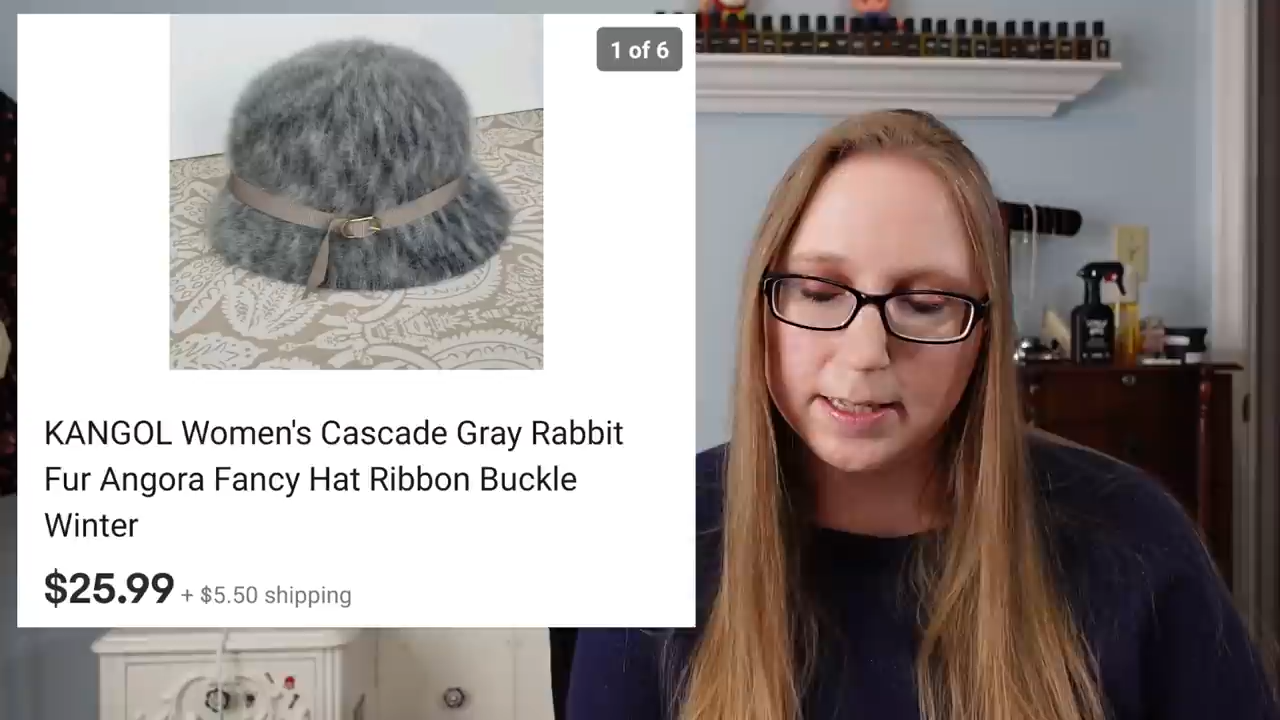 1 of 6
KANGOL Women's Cascade Gray Rabbit
Fur Angora Fancy Hat Ribbon Buckle
Winter
$25.99 + $5.50 shipping